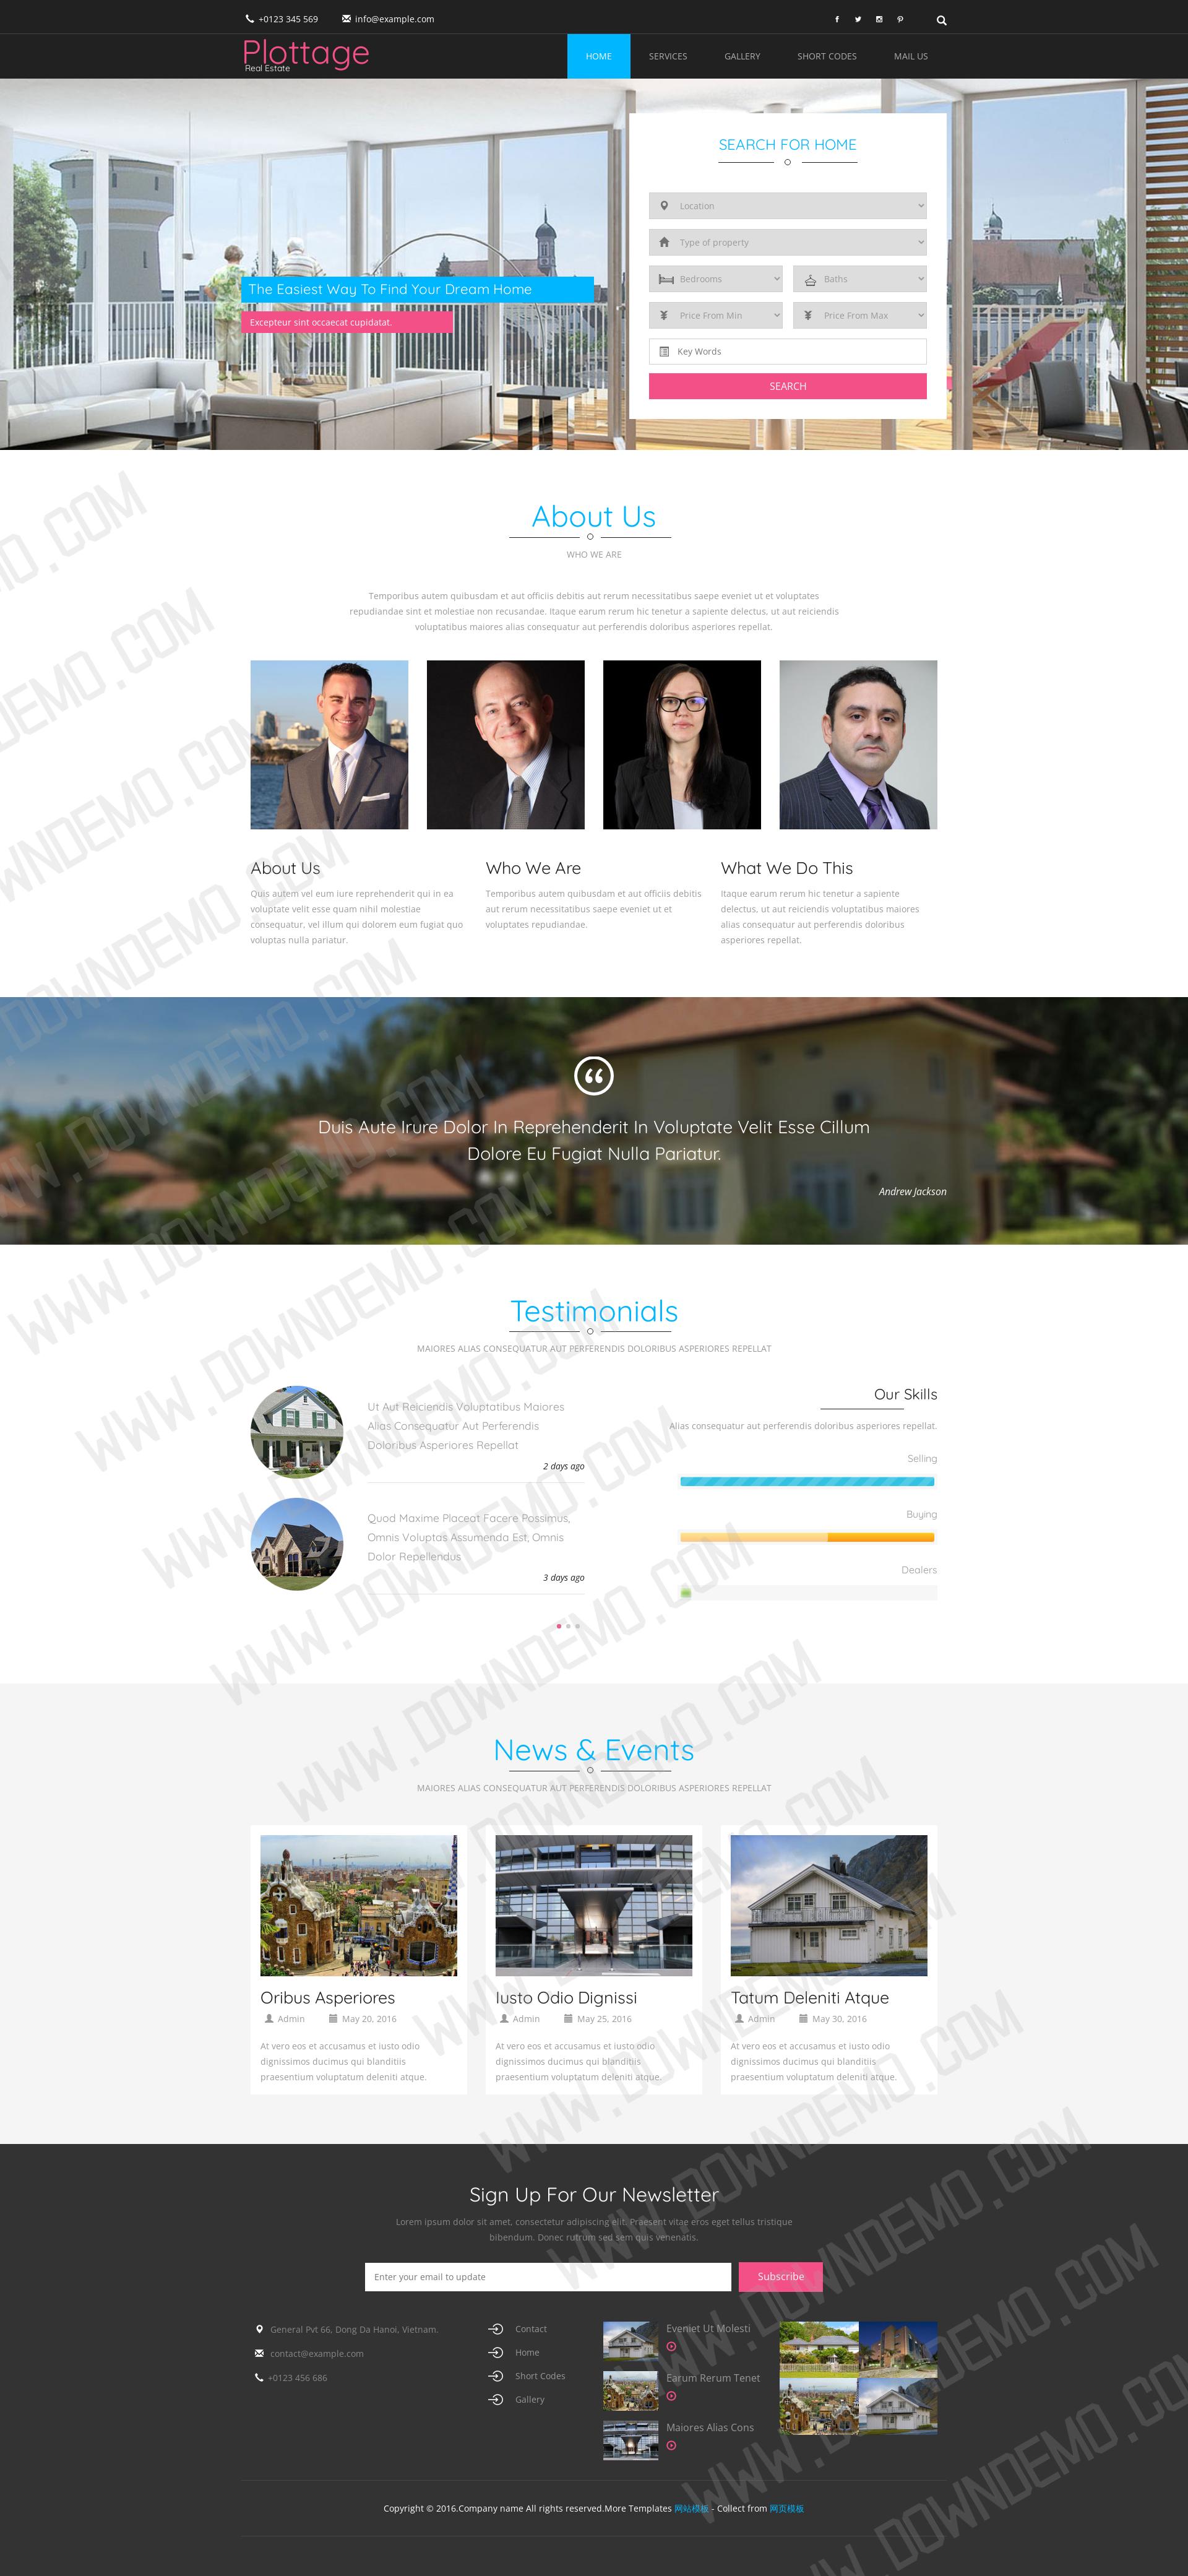 +0123 345 569 info@example.com
Plottage
Real Estate
HOME SERVICES GALLERY SHORT CODES MAIL US
SEARCH FOR HOME
Location
Type of property
Bedrooms Baths
Price From Min Price From Max
Key Words
SEARCH
The Easiest Way To Find Your Dream Home
Excepteur sint occaecat cupidatat.
About Us
WHO WE ARE
Temporibus autem quibusdam et aut officiis debitis aut rerum necessitatibus saepe eveniet ut et voluptates
repudiandae sint et molestiae non recusandae. Itaque earum rerum hic tenetur a sapiente delectus, ut aut reiciendis
voluptatibus maiores alias consequatur aut perferendis doloribus asperiores repellat.
About Us
Quis autem vel eum iure reprehenderit qui in ea
voluptate velit esse quam nihil molestiae
consequatur, vel illum qui dolorem eum fugiat quo
voluptas nulla pariatur.
Who We Are
Temporibus autem quibusdam et aut officiis debitis
aut rerum necessitatibus saepe eveniet ut et
voluptates repudiandae.
What We Do This
Itaque earum rerum hic tenetur a sapiente
delectus, ut aut reiciendis voluptatibus maiores
alias consequatur aut perferendis doloribus
asperiores repellat.
Duis Aute Irure Dolor In Reprehenderit In Voluptate Velit Esse Cillum
Dolore Eu Fugiat Nulla Pariatur.
Andrew Jackson
Testimonials
MAIORES ALIAS CONSEQUATUR AUT PERFERENDIS DOLORIBUS ASPERIORES REPELLAT
Ut Aut Reiciendis Voluptatibus Maiores
Alias Consequatur Aut Perferendis
Doloribus Asperiores Repellat
2 days ago
Quod Maxime Placeat Facere Possimus,
Omnis Voluptas Assumenda Est, Omnis
Dolor Repellendus
3 days ago
Our Skills
Alias consequatur aut perferendis doloribus asperiores repellat.
Selling
Buying
Dealers
News & Events
MAIORES ALIAS CONSEQUATUR AUT PERFERENDIS DOLORIBUS ASPERIORES REPELLAT
Oribus Asperiores
Admin May 20, 2016
At vero eos et accusamus et iusto odio
dignissimos ducimus qui blanditiis
praesentium voluptatum deleniti atque.
Iusto Odio Dignissi
Admin May 25, 2016
At vero eos et accusamus et iusto odio
dignissimos ducimus qui blanditiis
praesentium voluptatum deleniti atque.
Tatum Deleniti Atque
Admin May 30, 2016
At vero eos et accusamus et iusto odio
dignissimos ducimus qui blanditiis
praesentium voluptatum deleniti atque.
Sign Up For Our Newsletter
Lorem ipsum dolor sit amet, consectetur adipiscing elit. Praesent vitae eros eget tellus tristique
bibendum. Donec rutrum sed sem quis venenatis.
Enter your email to update Subscribe
General Pvt 66, Dong Da Hanoi, Vietnam.
contact@example.com
+0123 456 686
Contact
Home
Short Codes
Gallery
Eveniet Ut Molesti
Earum Rerum Tenet
Maiores Alias Cons
Copyright © 2016.Company name All rights reserved.More Templates 网站模板 - Collect from 网页模板
WWW.DOWNDEMO.COM